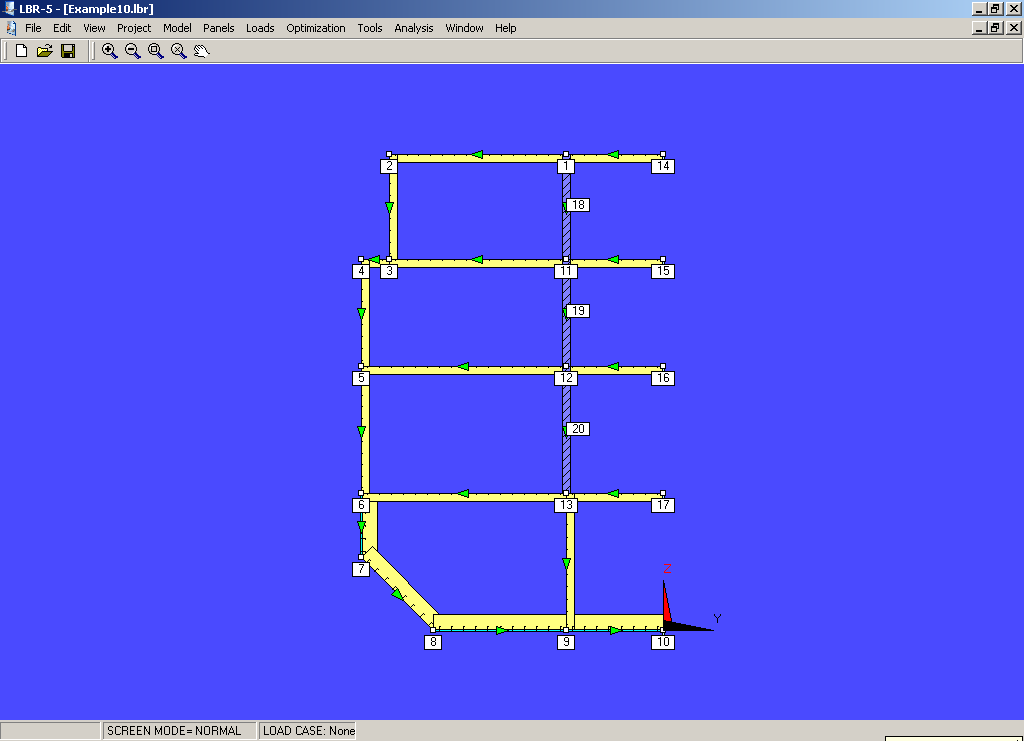 LBR-5 - [Example10.lbr]
File Edit View Project Model Panels Loads Optimization Tools Analysis Window Help
2 1 14
18
4 3 11 15
19
5 12 16
20
6 13 17
7
Z
Y
8 9 10
SCREEN MODE= NORMAL LOAD CASE: None